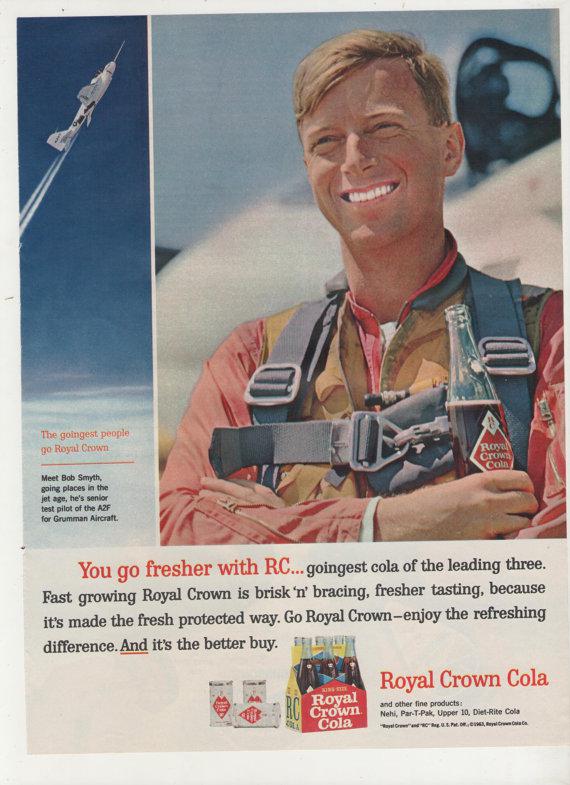 The goingest people
go Royal Crown
Meet Bob Smyth,
going places in the
jet age, he's senior
test pilot of the A2F
for Grumman Aircraft.
Royal
Crown
Cola
You go fresher with RC...goingest cola of the leading three.
Fast growing Royal Crown is brisk 'n' bracing, fresher tasting, because
it's made the fresh protected way. Go Royal Crown—enjoy the refreshing
difference. And it's the better buy.
KING SIZE
RC
COLA
Royal
Crown
Cola
Royal Crown Cola
and other fine products:
Nehi, Par-T-Pak, Upper 10, Diet-Rite Cola
"Royal Crown" and "RC" Reg. U. S. Pat. Off.; ©1963, Royal Crown Cola Co.